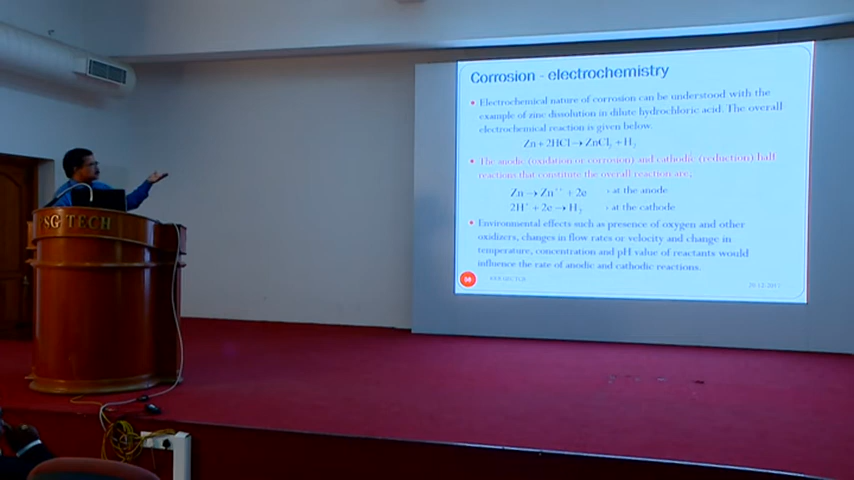 Corrosion - electrochemistry
• Electrochemical nature of corrosion can be understood with the
example of zinc dissolution in dilute hydrochloric acid. The overall
electrochemical reaction is given below.
Zn + 2HCl → ZnCl₂ + H₂
• The anodic (oxidation or corrosion) and cathodic (reduction) half
reactions that constitute the overall reaction are,
Zn → Zn⁺⁺ + 2e : at the anode
2H⁺ + 2e → H₂ : at the cathode
• Environmental effects such as presence of oxygen and other
oxidizers, changes in flow rates or velocity and change in
temperature, concentration and pH value of reactants would
influence the rate of anodic and cathodic reactions.
SG TECH